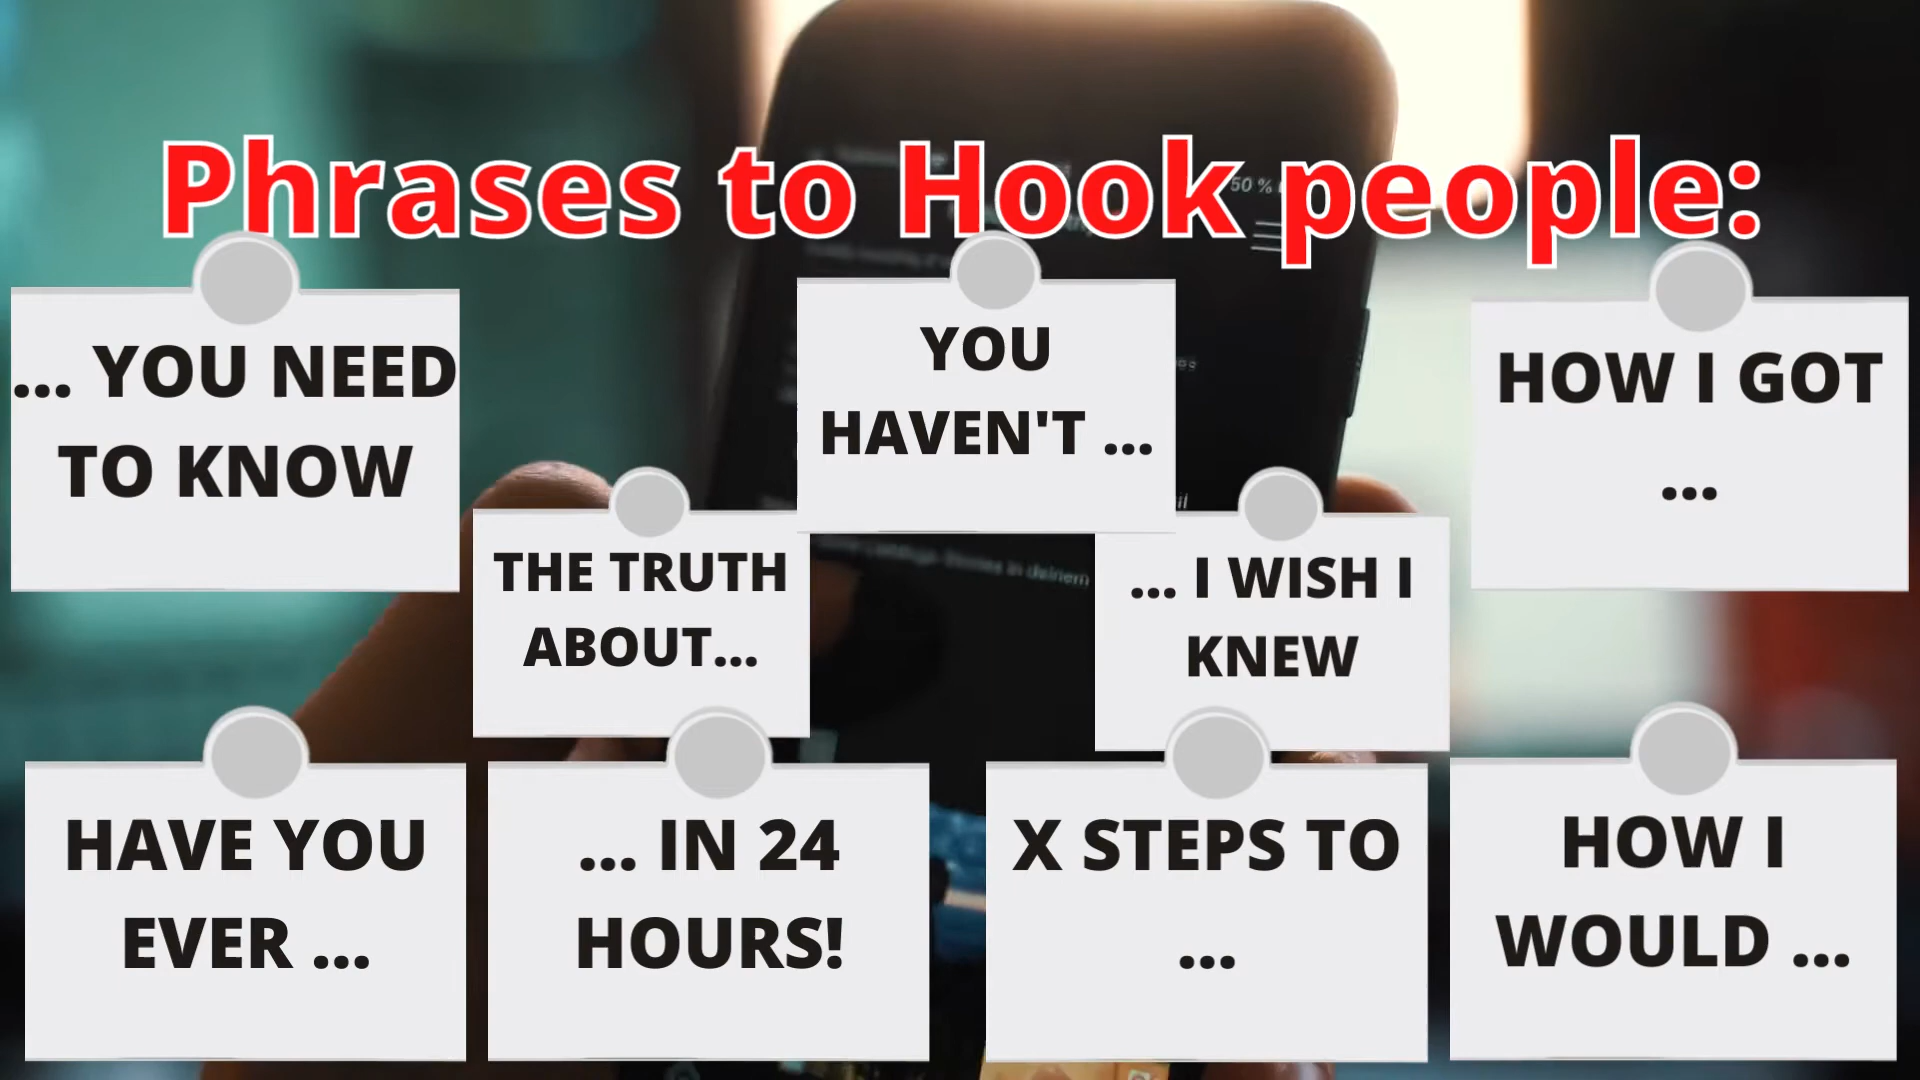 Phrases to Hook people:
50 %
... YOU NEED
TO KNOW
YOU
HAVEN'T ...
HOW I GOT
...
THE TRUTH
ABOUT...
... I WISH I
KNEW
HAVE YOU
EVER ...
... IN 24
HOURS!
X STEPS TO
...
HOW I
WOULD ...